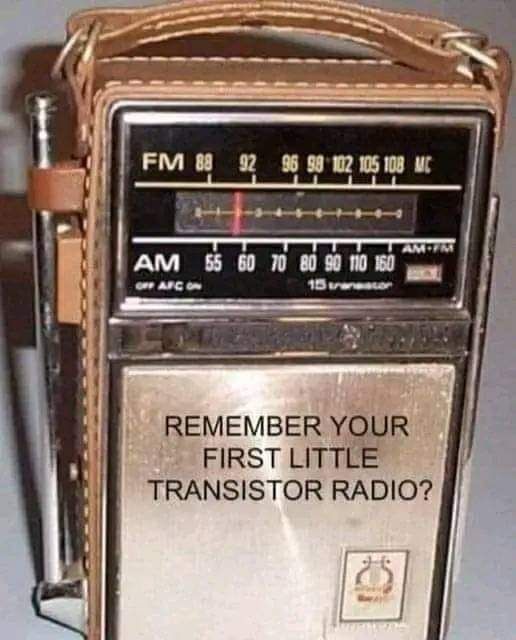 FM 88 92 96 98 102 105 108 MC
AM-FM
AM 55 60 70 80 90 110 160
OFF AFC ON
15 transistor
REMEMBER YOUR
FIRST LITTLE
TRANSISTOR RADIO?